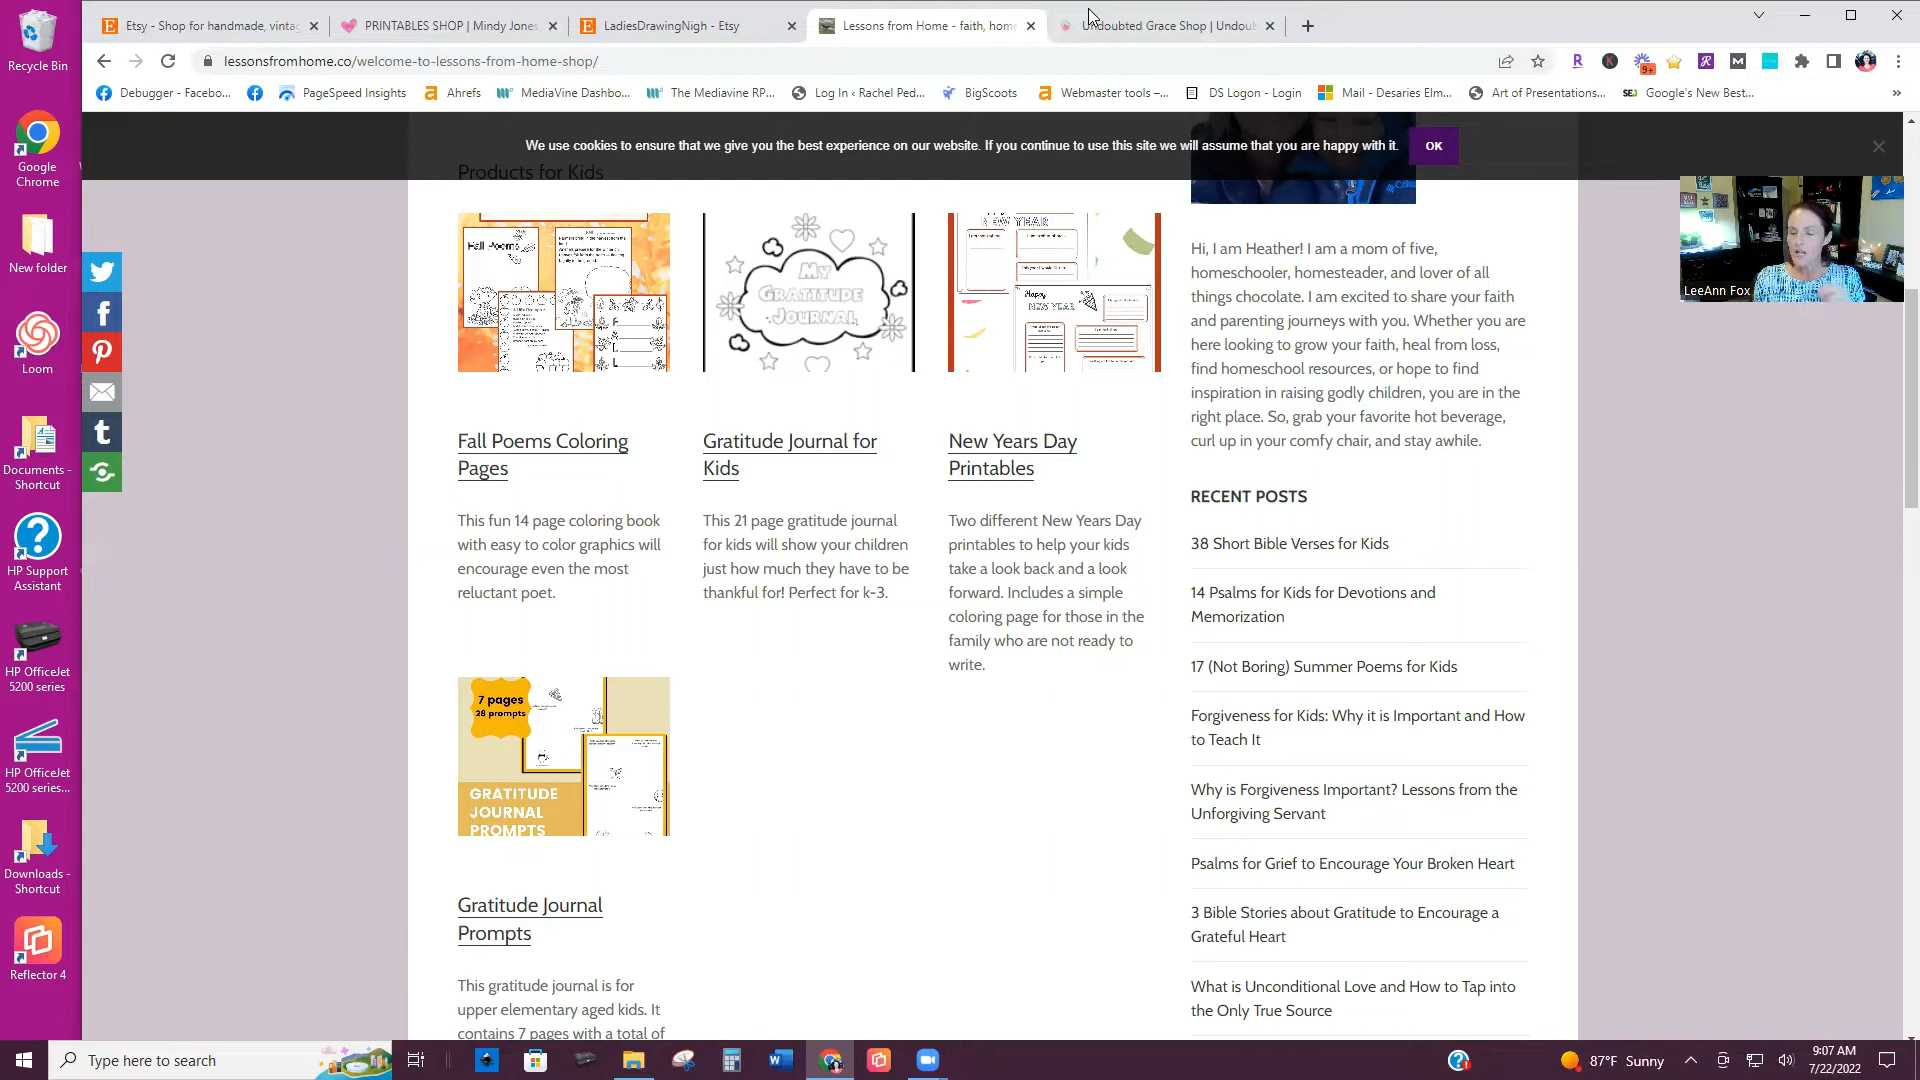 Recycle Bin
Google
Chrome
New folder
Loom
Documents -
Shortcut
HP Support
Assistant
HP OfficeJet
5200 series
HP OfficeJet
5200 series...
Downloads -
Shortcut
Reflector 4
Etsy - Shop for handmade, vintag
PRINTABLES SHOP | Mindy Jones
LadiesDrawingNigh - Etsy
Lessons from Home - faith, home
Undoubted Grace Shop | Undoub
lessonsfromhome.co/welcome-to-lessons-from-home-shop/
9+
Debugger - Facebo...
PageSpeed Insights
Ahrefs
MediaVine Dashbo...
The Mediavine RP...
Log In ‹ Rachel Ped...
BigScoots
Webmaster tools –...
DS Logon - Login
Mail - Desaries Elm...
Art of Presentations...
SEJ
Google's New Best...
We use cookies to ensure that we give you the best experience on our website. If you continue to use this site we will assume that you are happy with it.
OK
Products for Kids
Fall Poems
MY
GRATITUDE
JOURNAL
NEW YEAR
Happy
NEW YEAR
Fall Poems Coloring
Pages
This fun 14 page coloring book
with easy to color graphics will
encourage even the most
reluctant poet.
Gratitude Journal for
Kids
This 21 page gratitude journal
for kids will show your children
just how much they have to be
thankful for! Perfect for k-3.
New Years Day
Printables
Two different New Years Day
printables to help your kids
take a look back and a look
forward. Includes a simple
coloring page for those in the
family who are not ready to
write.
7 pages
28 prompts
GRATITUDE
JOURNAL
PROMPTS
Gratitude Journal
Prompts
This gratitude journal is for
upper elementary aged kids. It
contains 7 pages with a total of
Hi, I am Heather! I am a mom of five,
homeschooler, homesteader, and lover of all
things chocolate. I am excited to share your faith
and parenting journeys with you. Whether you are
here looking to grow your faith, heal from loss,
find homeschool resources, or hope to find
inspiration in raising godly children, you are in the
right place. So, grab your favorite hot beverage,
curl up in your comfy chair, and stay awhile.
RECENT POSTS
38 Short Bible Verses for Kids
14 Psalms for Kids for Devotions and
Memorization
17 (Not Boring) Summer Poems for Kids
Forgiveness for Kids: Why it is Important and How
to Teach It
Why is Forgiveness Important? Lessons from the
Unforgiving Servant
Psalms for Grief to Encourage Your Broken Heart
3 Bible Stories about Gratitude to Encourage a
Grateful Heart
What is Unconditional Love and How to Tap into
the Only True Source
LeeAnn Fox
Type here to search
87°F Sunny
9:07 AM
7/22/2022